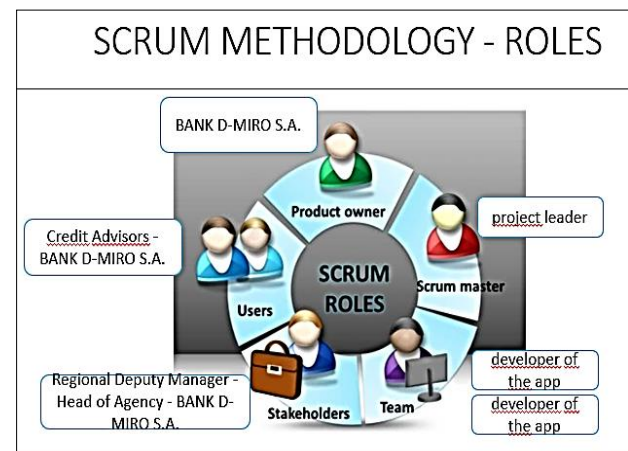 SCRUM METHODOLOGY - ROLES
BANK D-MIRO S.A.
Product owner
project leader
Scrum master
Credit Advisors -
BANK D-MIRO S.A.
Users
SCRUM
ROLES
developer of
the app
developer of
the app
Team
Regional Deputy Manager -
Head of Agency - BANK D-
MIRO S.A.
Stakeholders